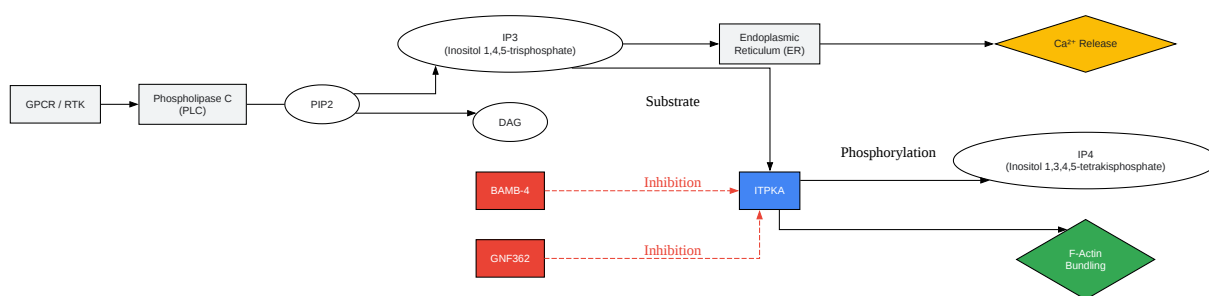 IP3
(Inositol 1,4,5-trisphosphate)
Endoplasmic
Reticulum (ER)
Ca²⁺ Release
GPCR / RTK
Phospholipase C
(PLC)
PIP2
DAG
Substrate
Phosphorylation
IP4
(Inositol 1,3,4,5-tetrakisphosphate)
BAMB-4
Inhibition
ITPKA
GNF362
Inhibition
F-Actin
Bundling